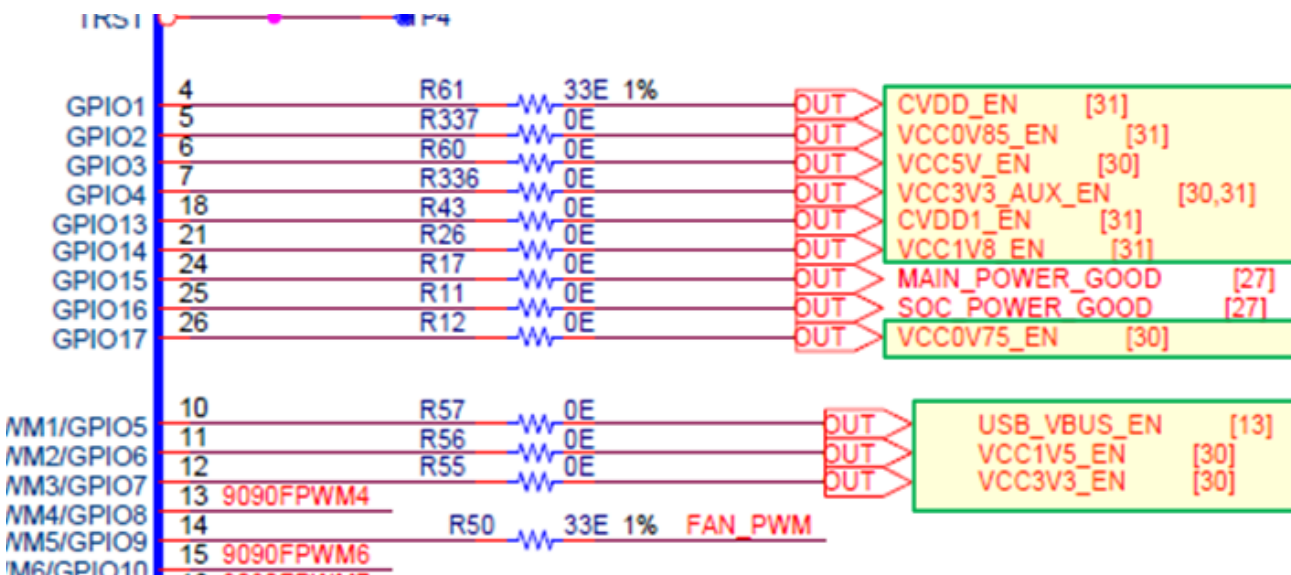 TRST TP4
4 R61 33E 1%
GPIO1 OUT CVDD_EN [31]
5 R337 0E
GPIO2 OUT VCC0V85_EN [31]
6 R60 0E
GPIO3 OUT VCC5V_EN [30]
7 R336 0E
GPIO4 OUT VCC3V3_AUX_EN [30,31]
18 R43 0E
GPIO13 OUT CVDD1_EN [31]
21 R26 0E
GPIO14 OUT VCC1V8_EN [31]
24 R17 0E
GPIO15 OUT MAIN_POWER_GOOD [27]
25 R11 0E
GPIO16 OUT SOC_POWER_GOOD [27]
26 R12 0E
GPIO17 OUT VCC0V75_EN [30]
10 R57 0E
WM1/GPIO5 OUT USB_VBUS_EN [13]
11 R56 0E
WM2/GPIO6 OUT VCC1V5_EN [30]
12 R55 0E
WM3/GPIO7 OUT VCC3V3_EN [30]
13 9090FPWM4
WM4/GPIO8
14 R50 33E 1% FAN_PWM
WM5/GPIO9
15 9090FPWM6
M6/GPIO10